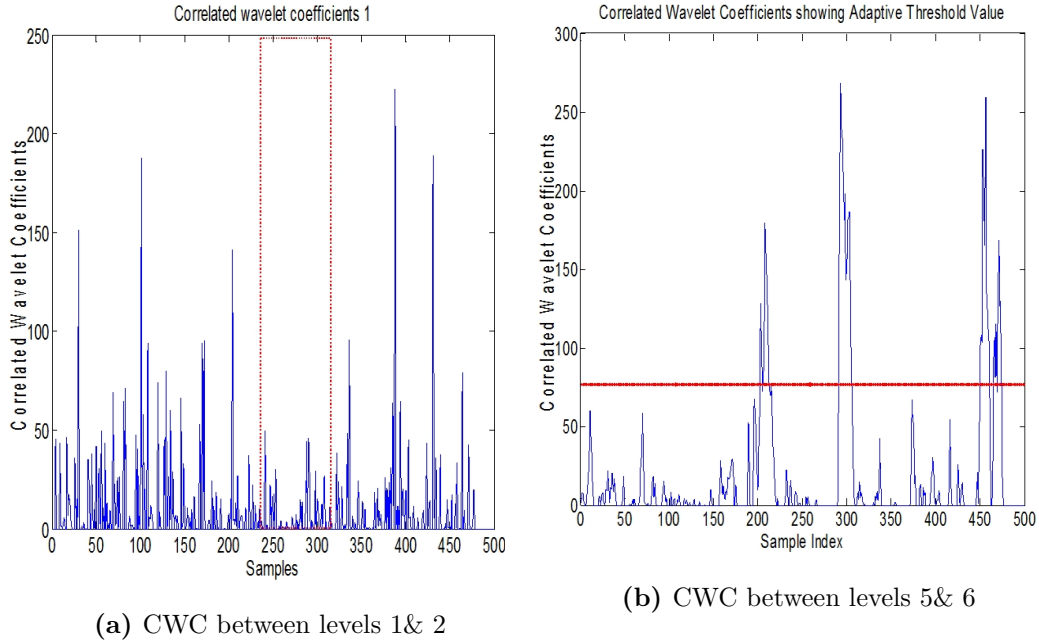 Correlated wavelet coefficients 1
250
200
150
100
50
0
Correlated Wavelet Coefficients
0 50 100 150 200 250 300 350 400 450 500
Samples
(a) CWC between levels 1& 2
Correlated Wavelet Coefficients showing Adaptive Threshold Value
300
250
200
150
100
50
0
Correlated Wavelet Coefficients
0 50 100 150 200 250 300 350 400 450 500
Sample Index
(b) CWC between levels 5& 6